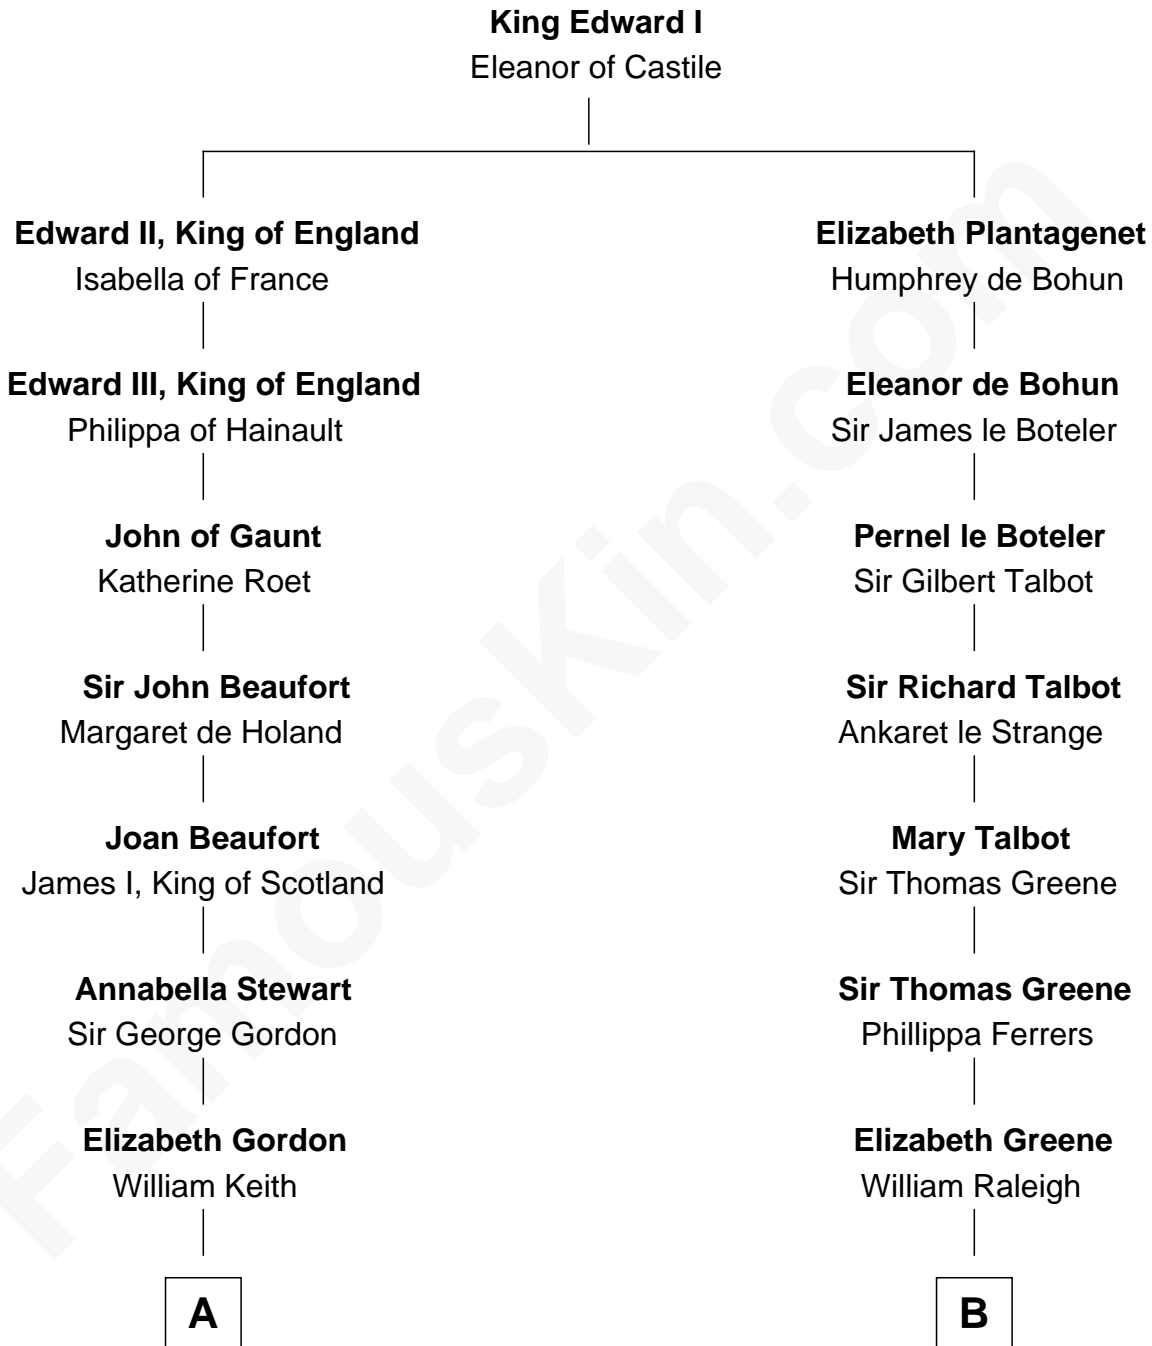 King Edward I
Eleanor of Castile
Edward II, King of England
Isabella of France
Elizabeth Plantagenet
Humphrey de Bohun
Edward III, King of England
Philippa of Hainault
Eleanor de Bohun
Sir James le Boteler
John of Gaunt
Katherine Roet
Pernel le Boteler
Sir Gilbert Talbot
Sir John Beaufort
Margaret de Holand
Sir Richard Talbot
Ankaret le Strange
Joan Beaufort
James I, King of Scotland
Mary Talbot
Sir Thomas Greene
Annabella Stewart
Sir George Gordon
Sir Thomas Greene
Phillippa Ferrers
Elizabeth Gordon
William Keith
Elizabeth Greene
William Raleigh
A
B
FamousKin.com